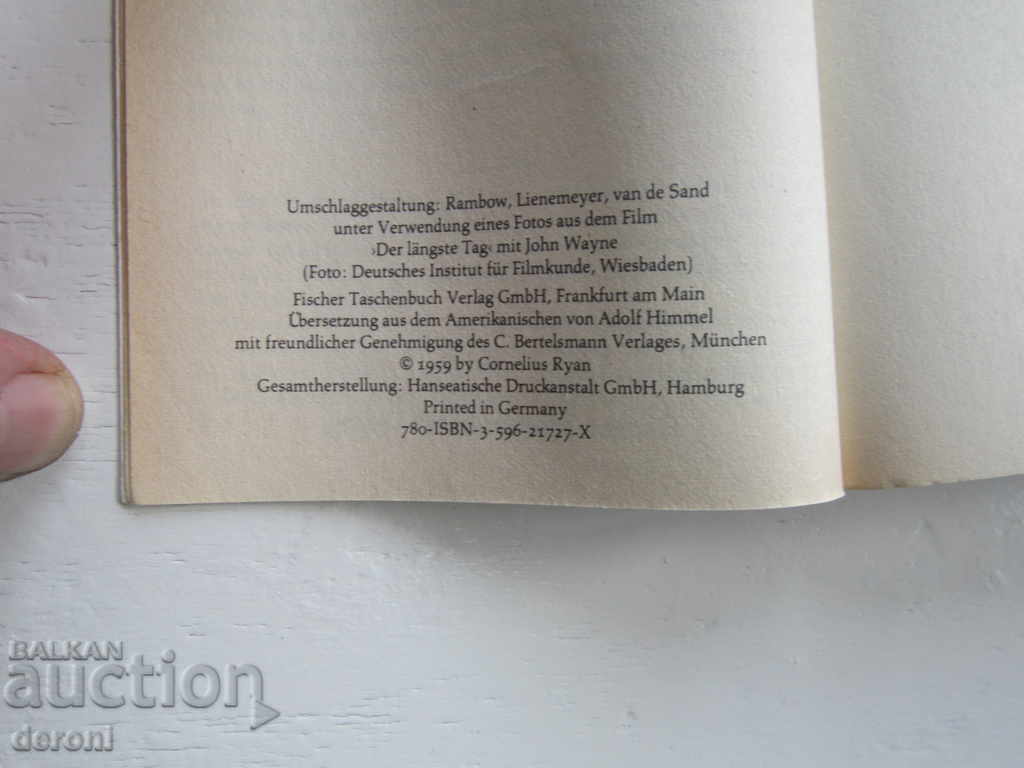 Umschlaggestaltung: Rambow, Lienemeyer, van de Sand
unter Verwendung eines Fotos aus dem Film
›Der längste Tag‹ mit John Wayne
(Foto: Deutsches Institut für Filmkunde, Wiesbaden)
Fischer Taschenbuch Verlag GmbH, Frankfurt am Main
Übersetzung aus dem Amerikanischen von Adolf Himmel
mit freundlicher Genehmigung des C. Bertelsmann Verlages, München
© 1959 by Cornelius Ryan
Gesamtherstellung: Hanseatische Druckanstalt GmbH, Hamburg
Printed in Germany
780-ISBN-3-596-21727-X
BALKAN
auction
deroni